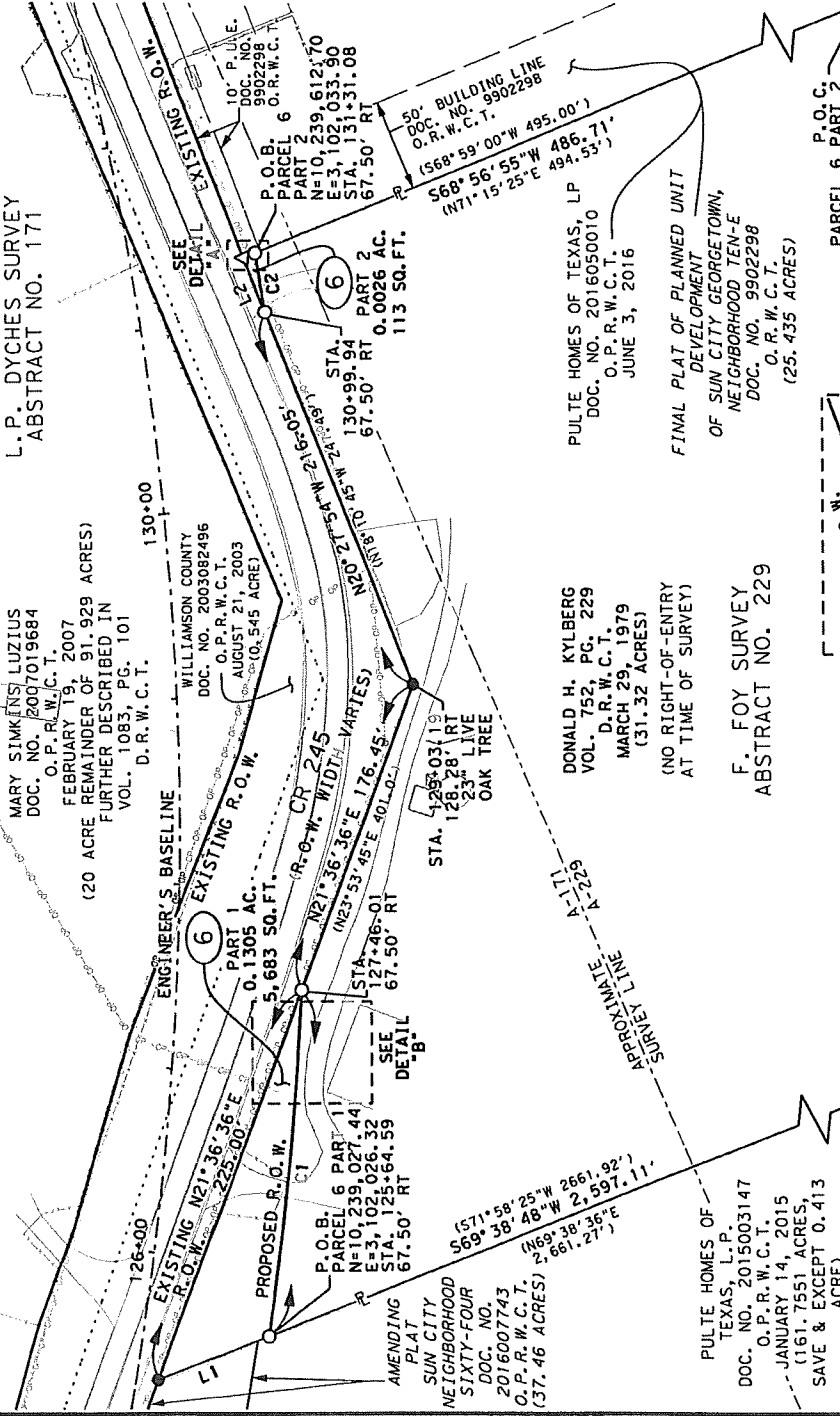 L.P. DYCHES SURVEY
ABSTRACT NO. 171
MARY SIMKINS LUZIUS
DOC. NO. 2007019684
O.P.R.W.C.T.
FEBRUARY 19, 2007
(20 ACRE REMAINDER OF 91.929 ACRES)
FURTHER DESCRIBED IN
VOL. 1083, PG. 101
D.R.W.C.T.
WILLIAMSON COUNTY
DOC. NO. 2003082496
O.P.R.W.C.T.
AUGUST 21, 2003
(0.545 ACRE)
130+00
126+00
ENGINEER'S BASELINE
EXISTING R.O.W.
EXISTING R.O.W.
CR 245
(R.O.W. WIDTH VARIES)
6
PART 1
0.1305 AC.
5,683 SQ.FT.
EXISTING R.O.W.
N21°36'36"E
225.00'
N21°36'36"E 176.45'
(N23°53'45"E 401.0')
N20°27'54"W 216.05'
(N18°10'45"W 247.49')
PROPOSED R.O.W.
C1
L1
STA. 127+46.01
67.50' RT
SEE
DETAIL
"B"
P.O.B.
PARCEL 6 PART 1
N=10,239,027.44
E=3,102,026.32
STA. 125+64.59
67.50' RT
STA. 129+03.19
128.28' RT
23" LIVE
OAK TREE
SEE
DETAIL
"A"
L2
C2
10' P.U.E.
DOC. NO.
9902298
O.R.W.C.T.
P.O.B.
PARCEL 6
PART 2
N=10,239,612.70
E=3,102,033.90
STA. 131+31.08
67.50' RT
6
PART 2
0.0026 AC.
113 SQ.FT.
STA.
130+99.94
67.50' RT
50' BUILDING LINE
DOC. NO. 9902298
O.R.W.C.T.
(S68°59'00"W 495.00')
S68°56'55"W 486.71'
(N71°15'25"E 494.53')
PULTE HOMES OF TEXAS, LP
DOC. NO. 2016050010
O.P.R.W.C.T.
JUNE 3, 2016
FINAL PLAT OF PLANNED UNIT
DEVELOPMENT
OF SUN CITY GEORGETOWN,
NEIGHBORHOOD TEN-E
DOC. NO. 9902298
O.R.W.C.T.
(25.435 ACRES)
DONALD H. KYLBERG
VOL. 752, PG. 229
D.R.W.C.T.
MARCH 29, 1979
(31.32 ACRES)
(NO RIGHT-OF-ENTRY
AT TIME OF SURVEY)
F. FOY SURVEY
ABSTRACT NO. 229
A-171
A-229
APPROXIMATE
SURVEY LINE
(S71°58'25"W 2661.92')
S69°38'48"W 2,597.11'
(N69°38'36"E
2,661.27')
AMENDING
PLAT
SUN CITY
NEIGHBORHOOD
SIXTY-FOUR
DOC. NO.
2016007743
O.P.R.W.C.T.
(37.46 ACRES)
PULTE HOMES OF
TEXAS, L.P.
DOC. NO. 2015003147
O.P.R.W.C.T.
JANUARY 14, 2015
(161.7551 ACRES,
SAVE & EXCEPT 0.413
ACRE)
P.O.C.
PARCEL 6 PART 2